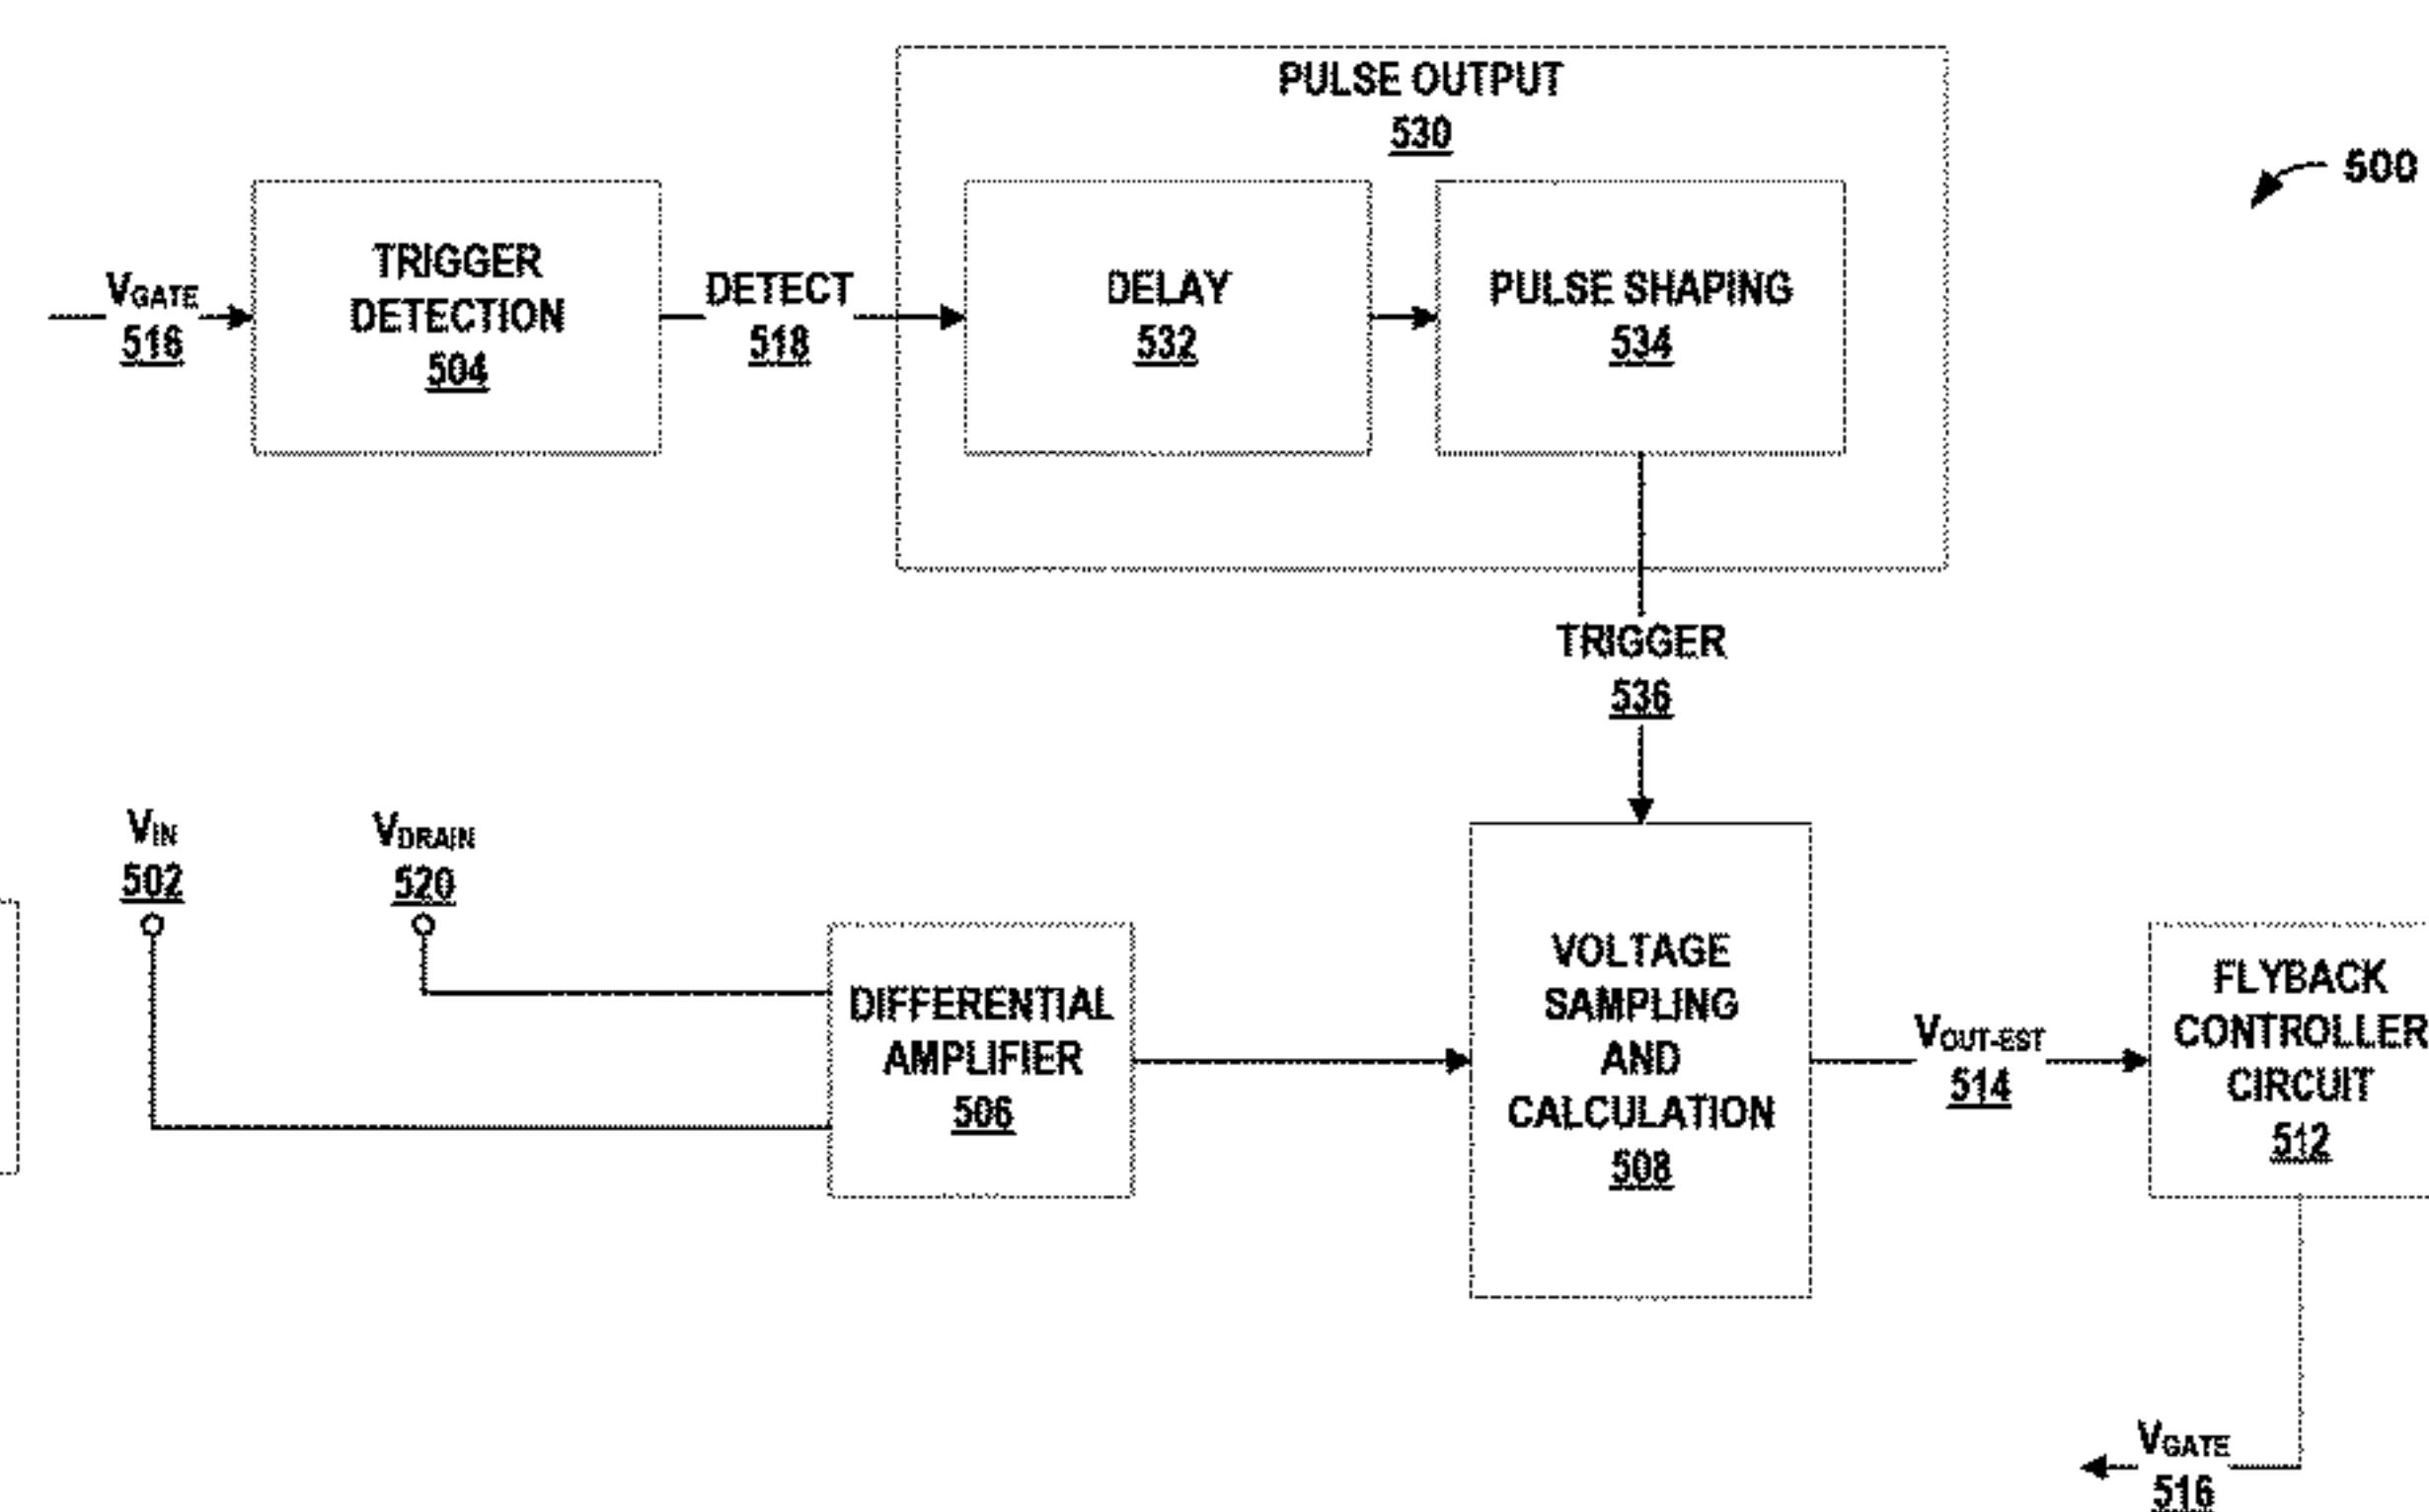 PULSE OUTPUT
530
500
TRIGGER
DETECTION
504
VGATE
516
DETECT
518
DELAY
532
PULSE SHAPING
534
TRIGGER
536
VIN
502
VDRAIN
520
DIFFERENTIAL
AMPLIFIER
506
VOLTAGE
SAMPLING
AND
CALCULATION
508
VOUT-EST
514
FLYBACK
CONTROLLER
CIRCUIT
512
VGATE
516